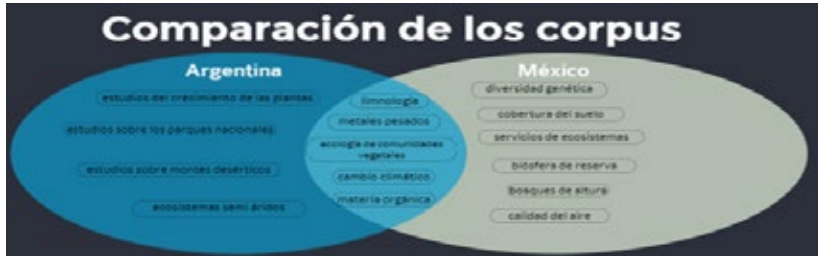 Comparación de los corpus
Argentina
estudios del crecimiento de las plantas
estudios sobre los parques nacionales
estudios sobre montes desérticos
ecosistemas semi áridos
limnología
metales pesados
ecología de comunidades
vegetales
cambio climático
materia orgánica
México
diversidad genética
cobertura del suelo
servicios de ecosistemas
biósfera de reserva
bosques de altura
calidad del aire